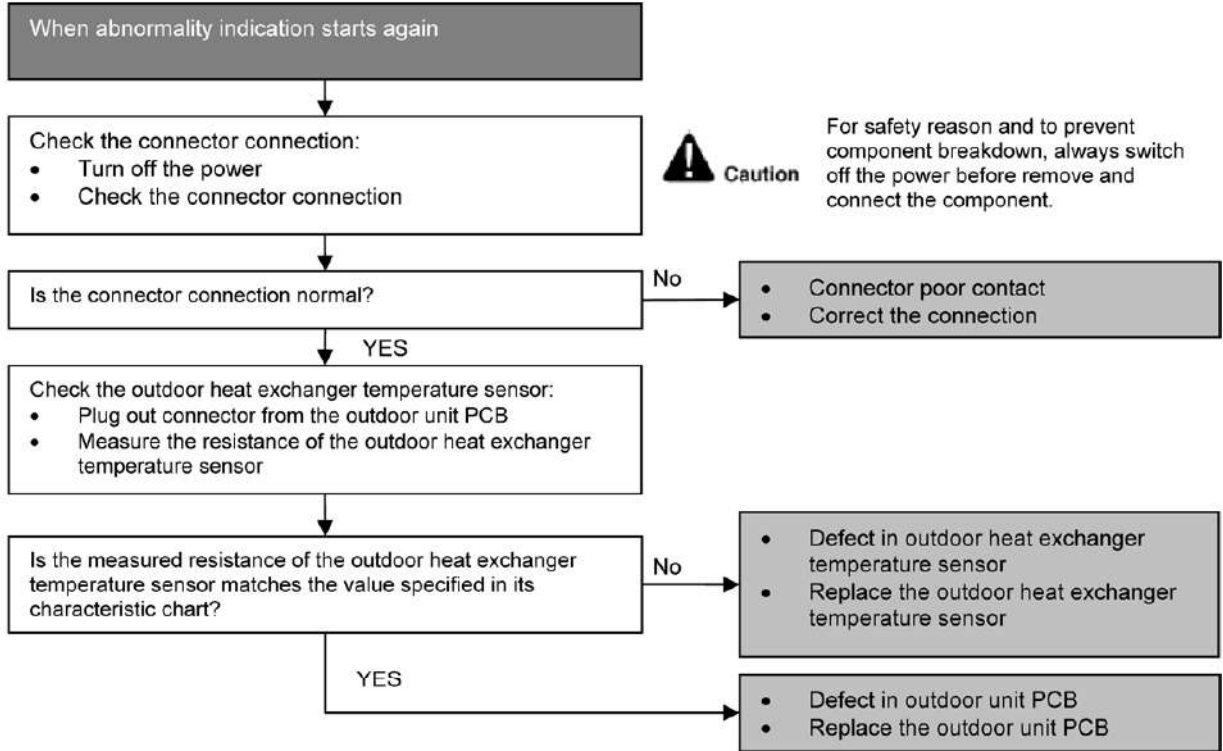 When abnormality indication starts again
Check the connector connection:
• Turn off the power
• Check the connector connection
Caution
For safety reason and to prevent
component breakdown, always switch
off the power before remove and
connect the component.
Is the connector connection normal?
No
• Connector poor contact
• Correct the connection
YES
Check the outdoor heat exchanger temperature sensor:
• Plug out connector from the outdoor unit PCB
• Measure the resistance of the outdoor heat exchanger
temperature sensor
Is the measured resistance of the outdoor heat exchanger
temperature sensor matches the value specified in its
characteristic chart?
No
• Defect in outdoor heat exchanger
temperature sensor
• Replace the outdoor heat exchanger
temperature sensor
YES
• Defect in outdoor unit PCB
• Replace the outdoor unit PCB